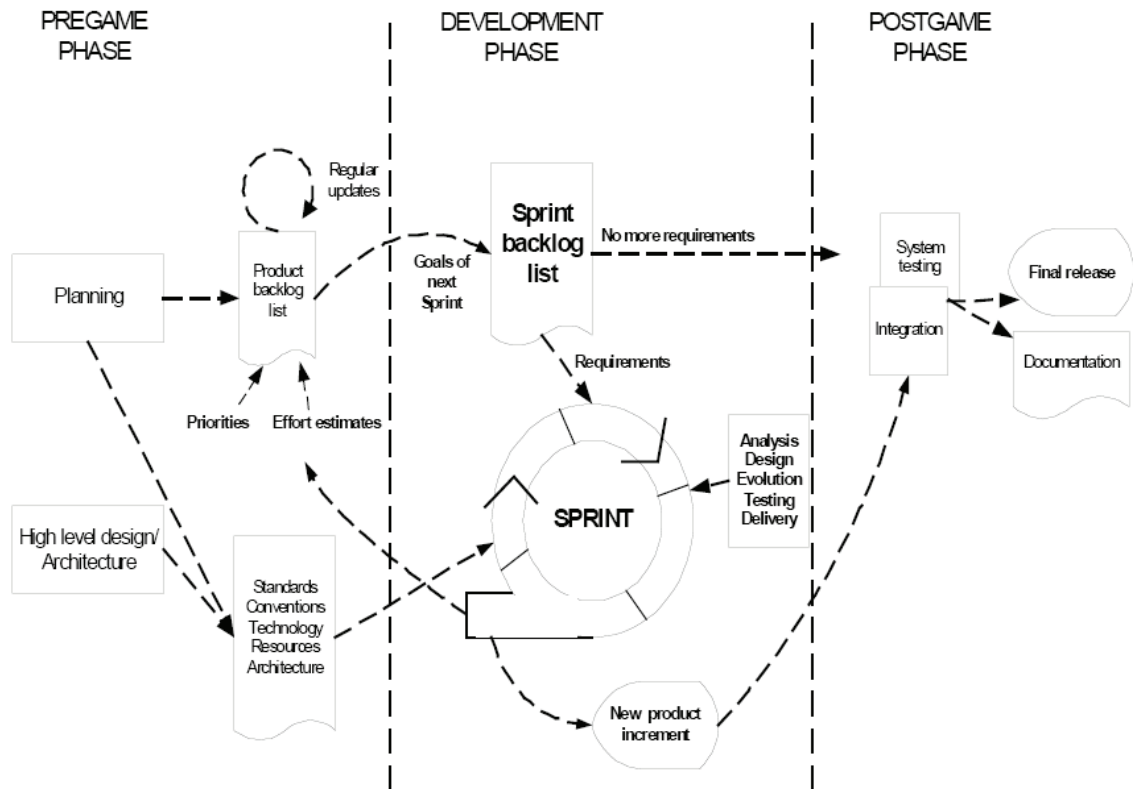 PREGAME
PHASE
DEVELOPMENT
PHASE
POSTGAME
PHASE
Regular
updates
Planning
Product
backlog
list
Priorities
Effort estimates
High level design/
Architecture
Standards
Conventions
Technology
Resources
Architecture
Goals of
next
Sprint
Sprint
backlog
list
No more requirements
Requirements
SPRINT
Analysis
Design
Evolution
Testing
Delivery
New product
increment
System
testing
Integration
Final release
Documentation